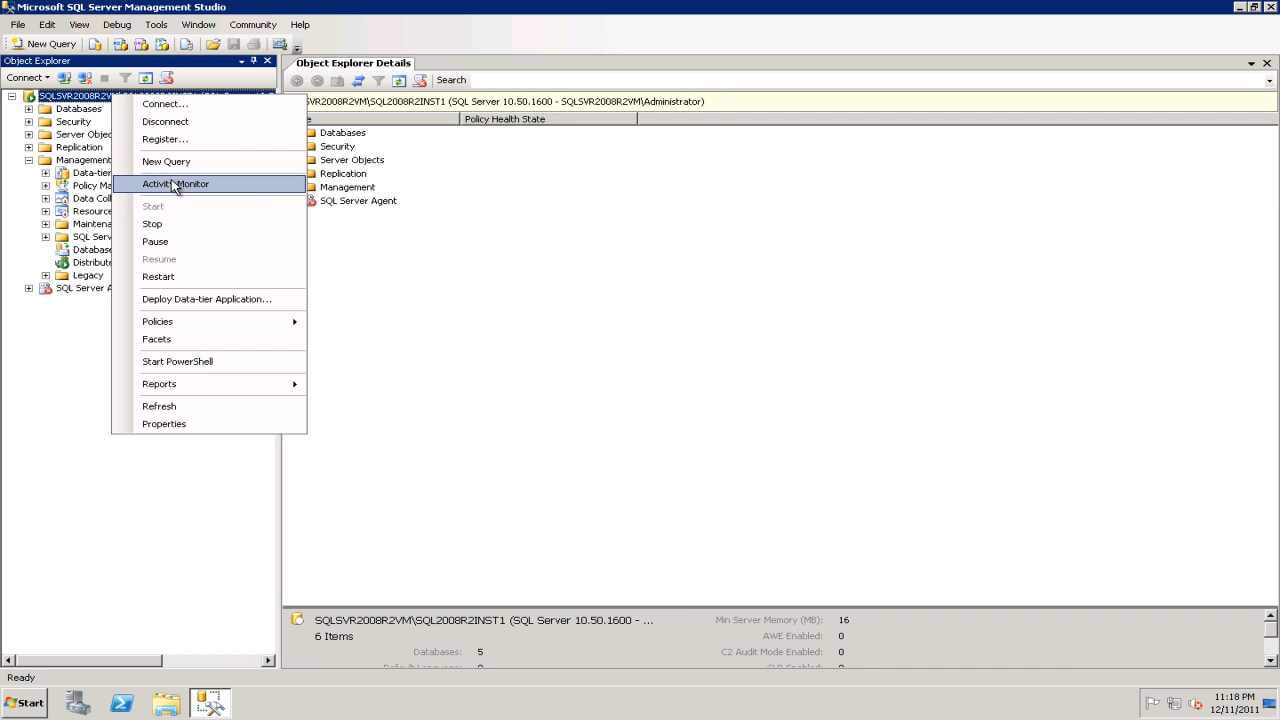 Microsoft SQL Server Management Studio
File Edit View Debug Tools Window Community Help
New Query
Object Explorer
Connect
SQLSVR2008R2VM
Databases
Security
Server Objec
Replication
Management
Data-tier
Policy Ma
Data Coll
Resource
Maintena
SQL Serv
Database
Distribute
Legacy
SQL Server A
Connect...
Disconnect
Register...
New Query
Activity Monitor
Start
Stop
Pause
Resume
Restart
Deploy Data-tier Application...
Policies
Facets
Start PowerShell
Reports
Refresh
Properties
Object Explorer Details
Search
SVR2008R2VM\SQL2008R2INST1 (SQL Server 10.50.1600 - SQLSVR2008R2VM\Administrator)
Policy Health State
Databases
Security
Server Objects
Replication
Management
SQL Server Agent
SQLSVR2008R2VM\SQL2008R2INST1 (SQL Server 10.50.1600 - ...
6 Items
Databases: 5
Min Server Memory (MB): 16
AWE Enabled: 0
C2 Audit Mode Enabled: 0
Ready
Start
11:18 PM
12/11/2011